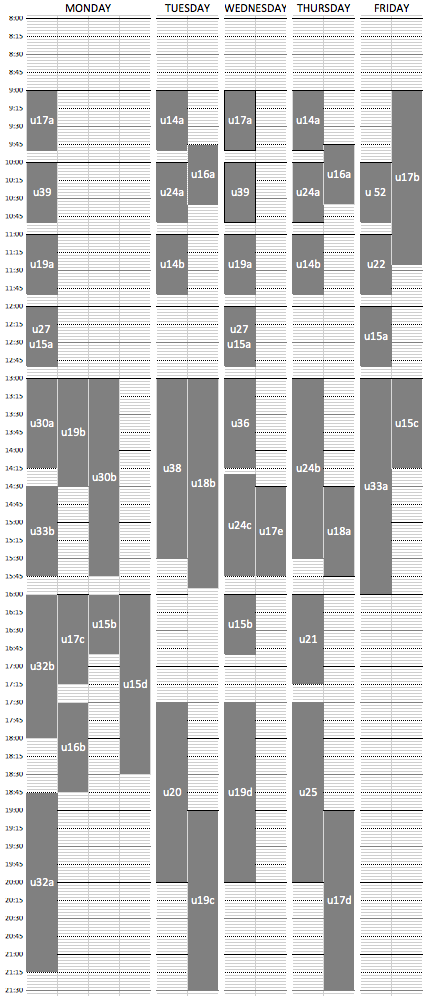 MONDAY TUESDAY WEDNESDAY THURSDAY FRIDAY
8:00
8:15
8:30
8:45
9:00
9:15
u17a u14a u17a u14a
9:30
9:45
u16a u16a u17b
10:00
10:15
u39 u24a u39 u24a u 52
10:30
10:45
11:00
11:15
u19a u14b u19a u14b u22
11:30
11:45
12:00
12:15
u27 u27
12:30
u15a u15a u15a
12:45
13:00
13:15
13:30
u30a u36 u15c
13:45
u19b
14:00
14:15
u30b u38 u18b u24b
14:30
u33a
14:45
15:00
u33b u24c u17e u18a
15:15
15:30
15:45
16:00
16:15
u15b u15b
16:30
u17c u21
16:45
17:00
u32b
17:15
u15d
17:30
17:45
18:00
u16b
18:15
18:30
18:45
u20 u19d u25
19:00
19:15
19:30
19:45
20:00
u32a
20:15
u19c u17d
20:30
20:45
21:00
21:15
21:30